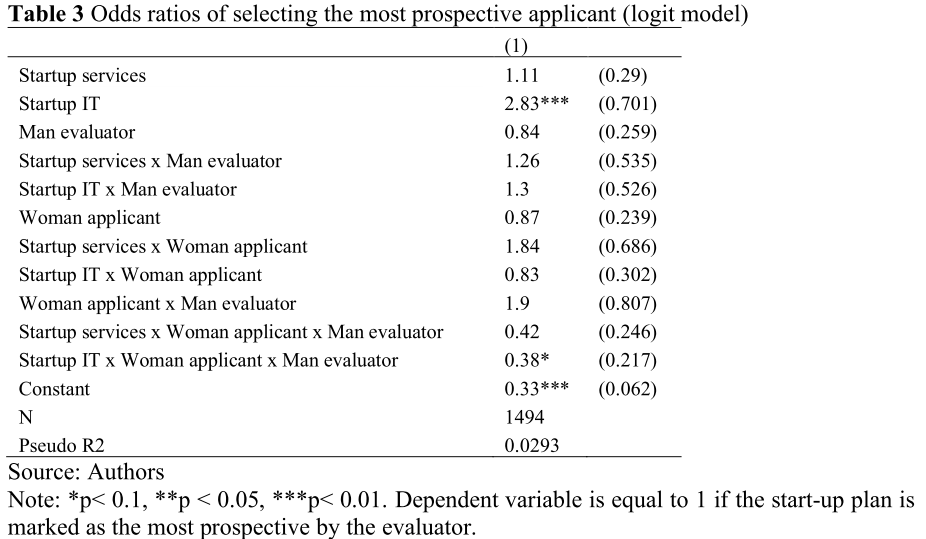 Table 3 Odds ratios of selecting the most prospective applicant (logit model)
(1)
Startup services 1.11 (0.29)
Startup IT 2.83*** (0.701)
Man evaluator 0.84 (0.259)
Startup services x Man evaluator 1.26 (0.535)
Startup IT x Man evaluator 1.3 (0.526)
Woman applicant 0.87 (0.239)
Startup services x Woman applicant 1.84 (0.686)
Startup IT x Woman applicant 0.83 (0.302)
Woman applicant x Man evaluator 1.9 (0.807)
Startup services x Woman applicant x Man evaluator 0.42 (0.246)
Startup IT x Woman applicant x Man evaluator 0.38* (0.217)
Constant 0.33*** (0.062)
N 1494
Pseudo R2 0.0293
Source: Authors
Note: *p< 0.1, **p < 0.05, ***p< 0.01. Dependent variable is equal to 1 if the start-up plan is
marked as the most prospective by the evaluator.